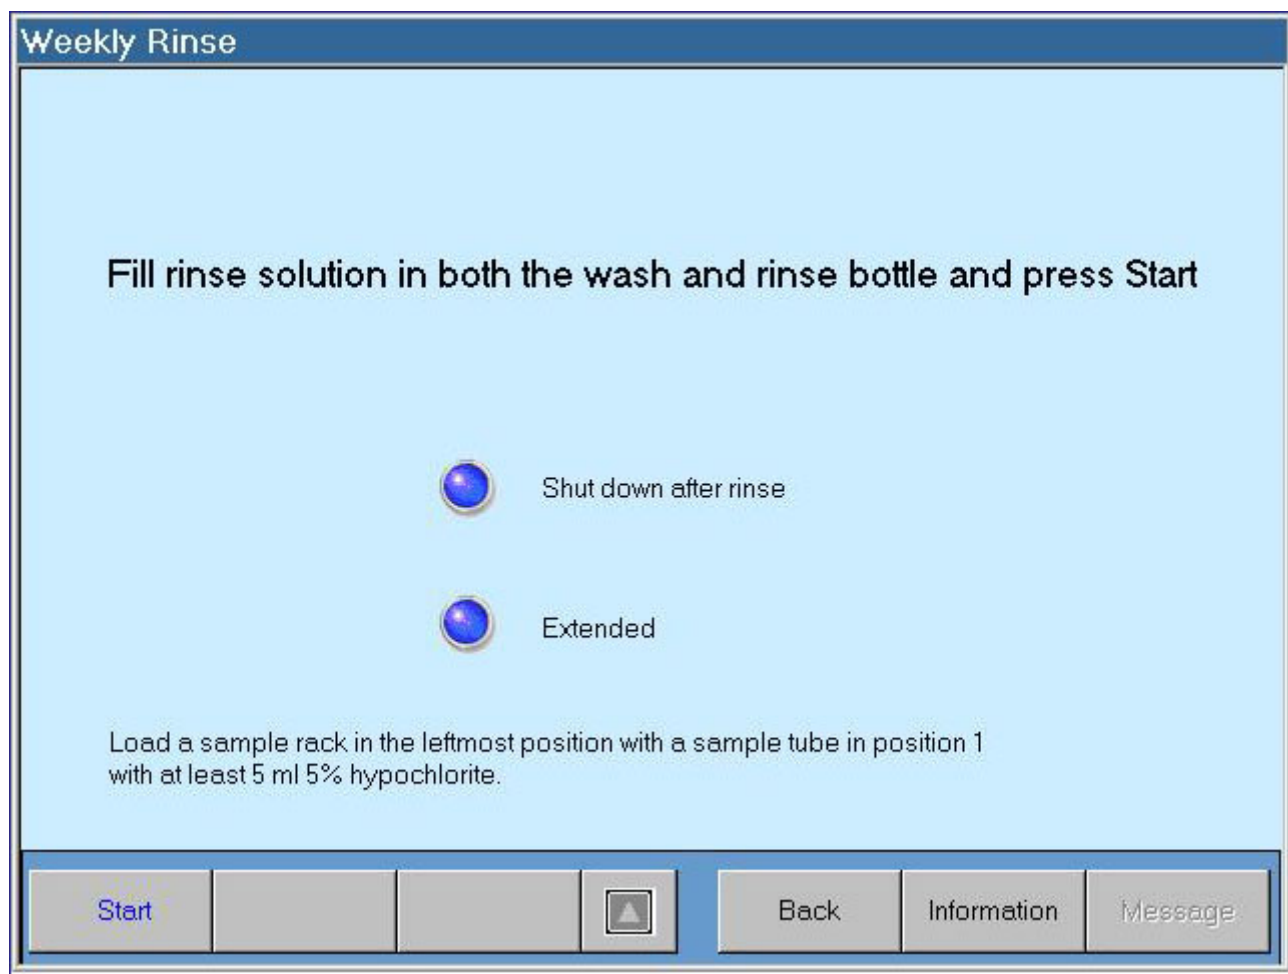 Weekly Rinse
Fill rinse solution in both the wash and rinse bottle and press Start
Shut down after rinse
Extended
Load a sample rack in the leftmost position with a sample tube in position 1
with at least 5 ml 5% hypochlorite.
Start
Back
Information
Message